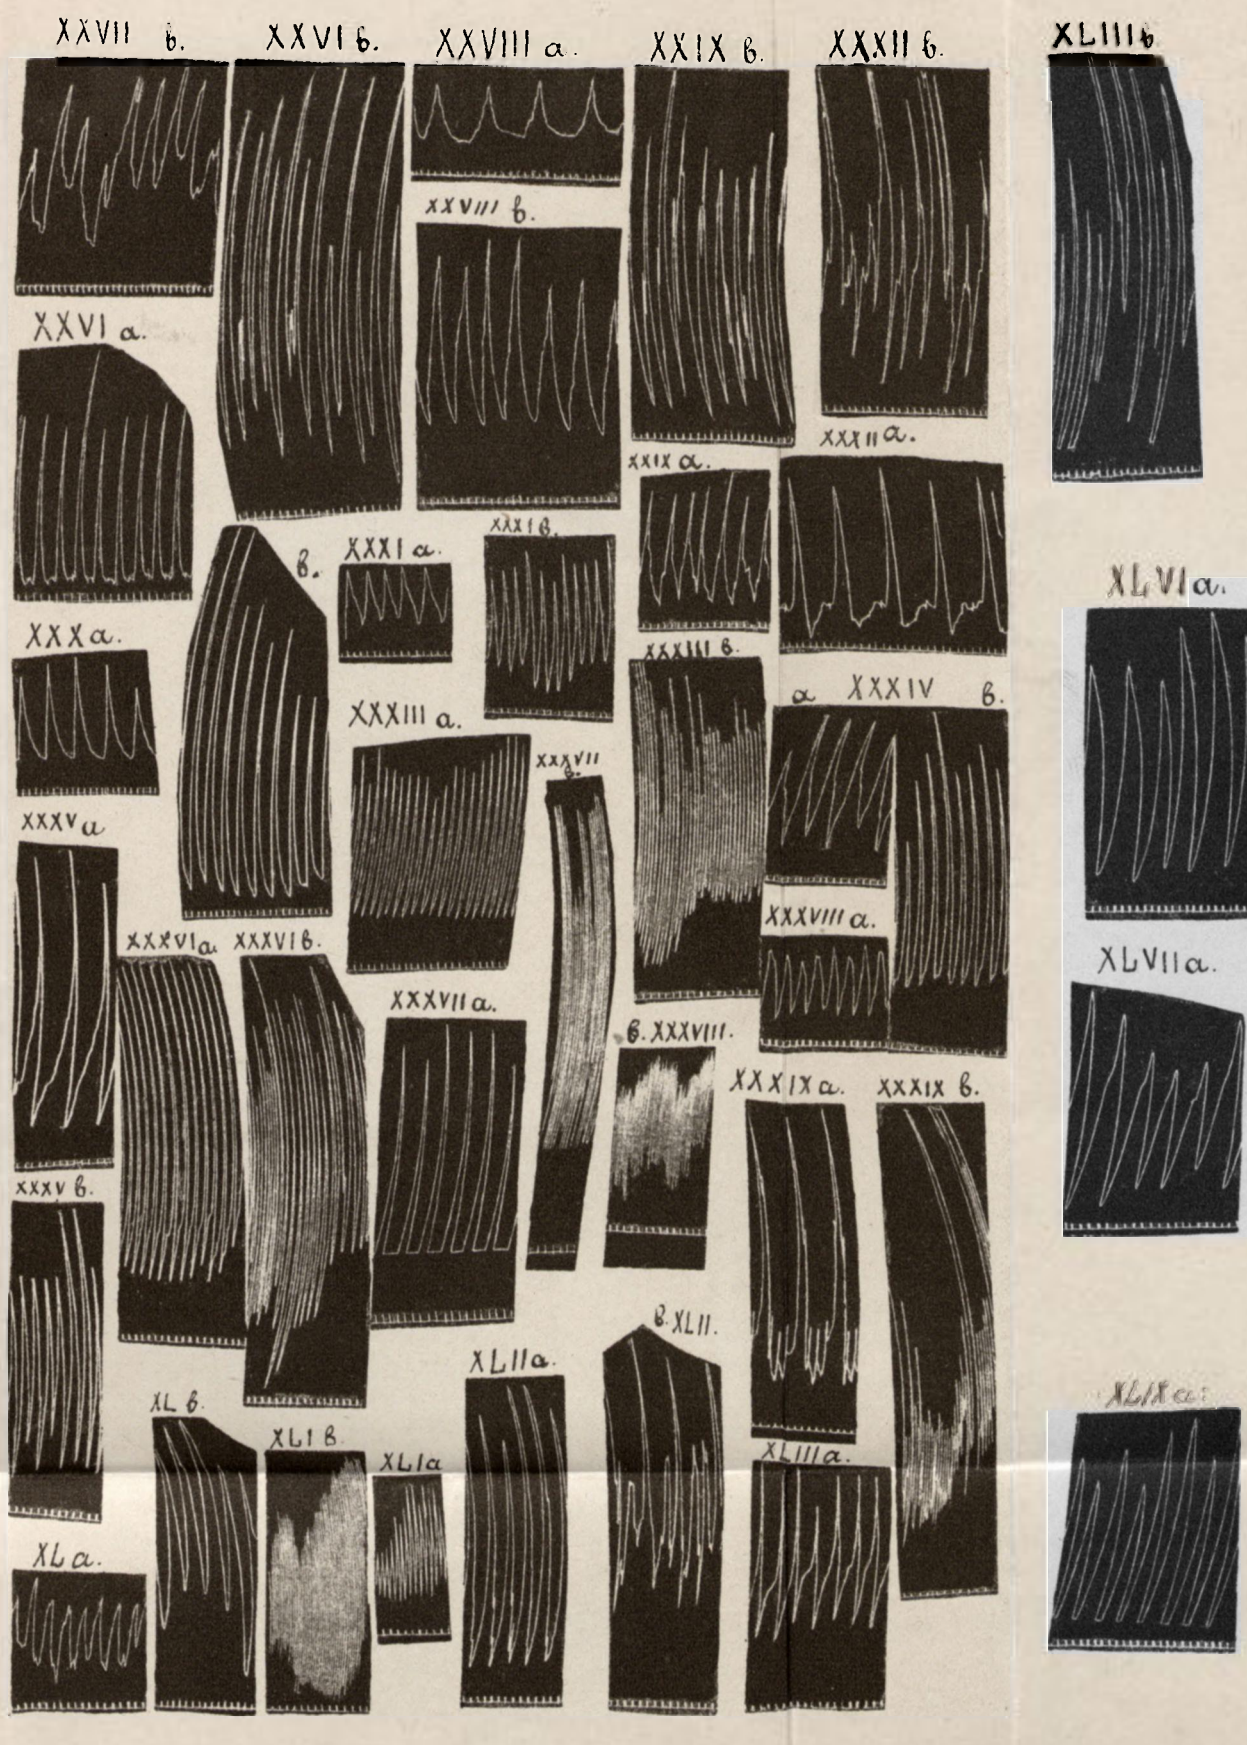 XXVII в.
XXVI в.
XXVIII a.
XXIX в.
XXXII в.
XLIII в
XXVIII в.
XXVI a.
XXXII a.
XXIX a.
XXXI в.
в.
XXXI a.
XLVI a.
XXX a.
XXXIII в.
a XXXIV в.
XXXIII a.
XXXVII
в.
XXXV a
XXXVIII a.
XXXVI a.
XXXVI в.
XLVII a.
XXXVII a.
в. XXXVIII.
XXXIX a.
XXXIX в.
XXXV в.
в. XLII.
XLII a.
XL в.
XLIX a.
XLI в.
XLI a
XLIII a.
XL a.